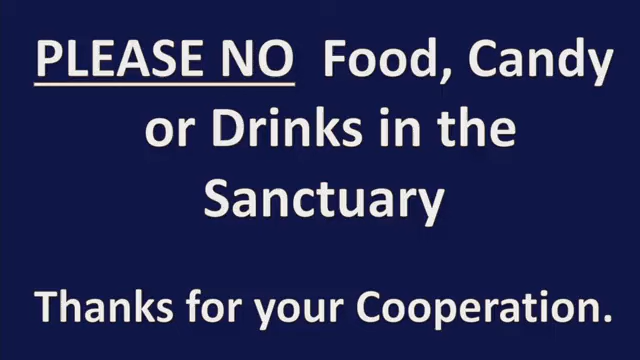 PLEASE NO Food, Candy
or Drinks in the
Sanctuary
Thanks for your Cooperation.